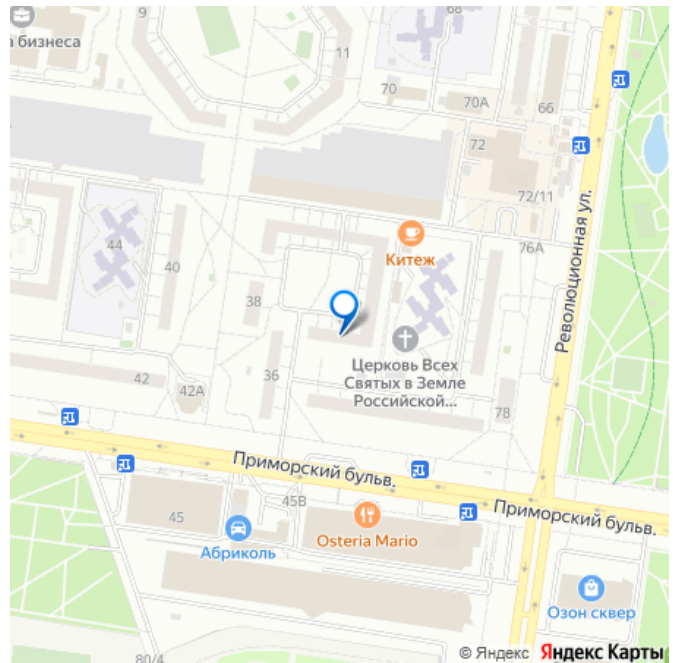 9
68
а бизнеса
11
70
70А
66
72
72/11
Революционная ул.
44
40
Китеж
76А
38
Церковь Всех
Святых в Земле
Российской...
36
42
42А
78
Приморский бульв.
45В
45
Абриколь
Osteria Mario
Приморский бульв.
Озон сквер
80/4
© Яндекс Яндекс Карты